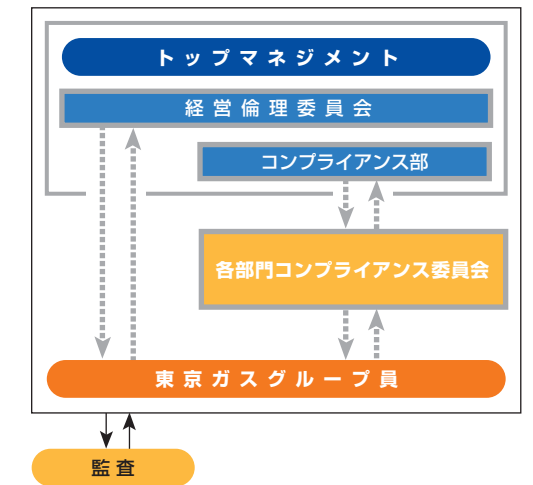 トップマネジメント
経営倫理委員会
コンプライアンス部
各部門コンプライアンス委員会
東京ガスグループ員
監査